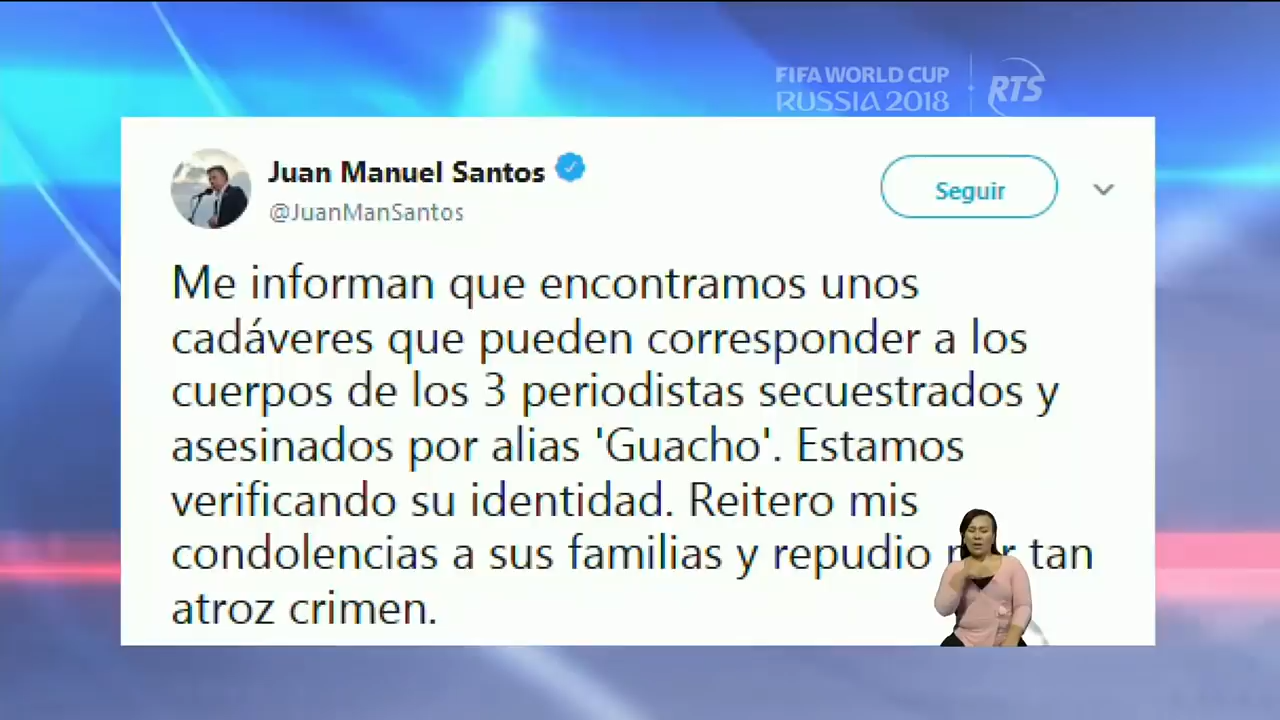 FIFA WORLD CUP
RUSSIA 2018
RTS
Juan Manuel Santos
@JuanManSantos
Seguir
Me informan que encontramos unos
cadáveres que pueden corresponder a los
cuerpos de los 3 periodistas secuestrados y
asesinados por alias 'Guacho'. Estamos
verificando su identidad. Reitero mis
condolencias a sus familias y repudio tan
atroz crimen.